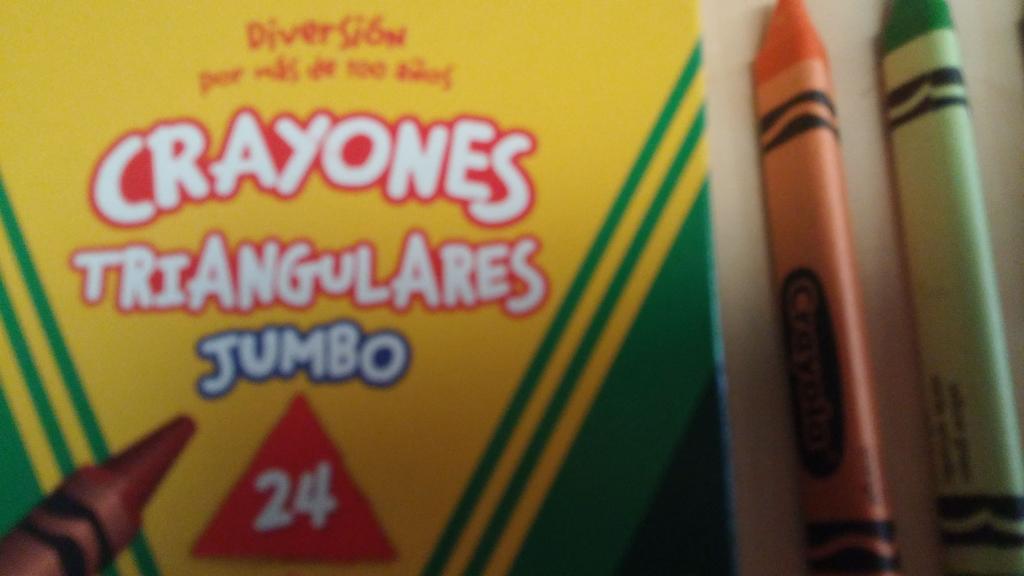 Diversión
por más de 100 años
CRAYONES
TRIANGULARES
JUMBO
24
Crayola